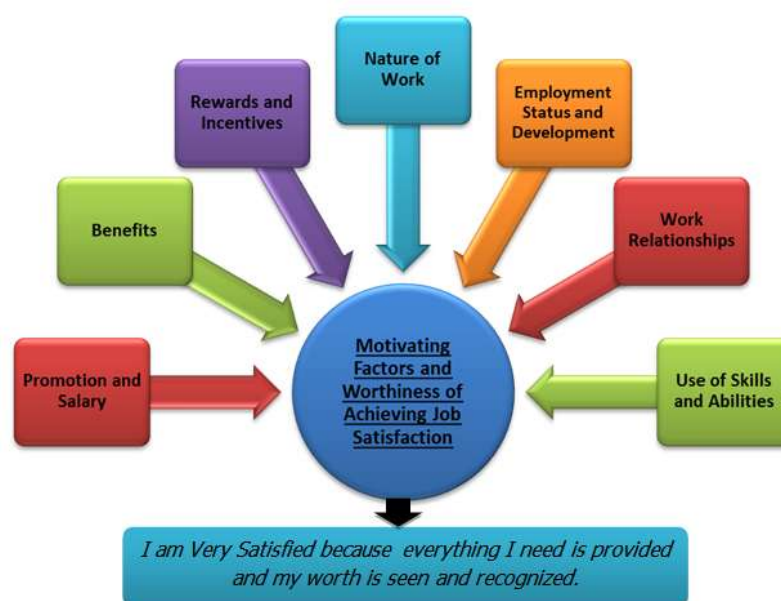 Nature of
Work
Rewards and
Incentives
Employment
Status and
Development
Benefits
Work
Relationships
Promotion and
Salary
Motivating
Factors and
Worthiness of
Achieving Job
Satisfaction
Use of Skills
and Abilities
I am Very Satisfied because everything I need is provided
and my worth is seen and recognized.